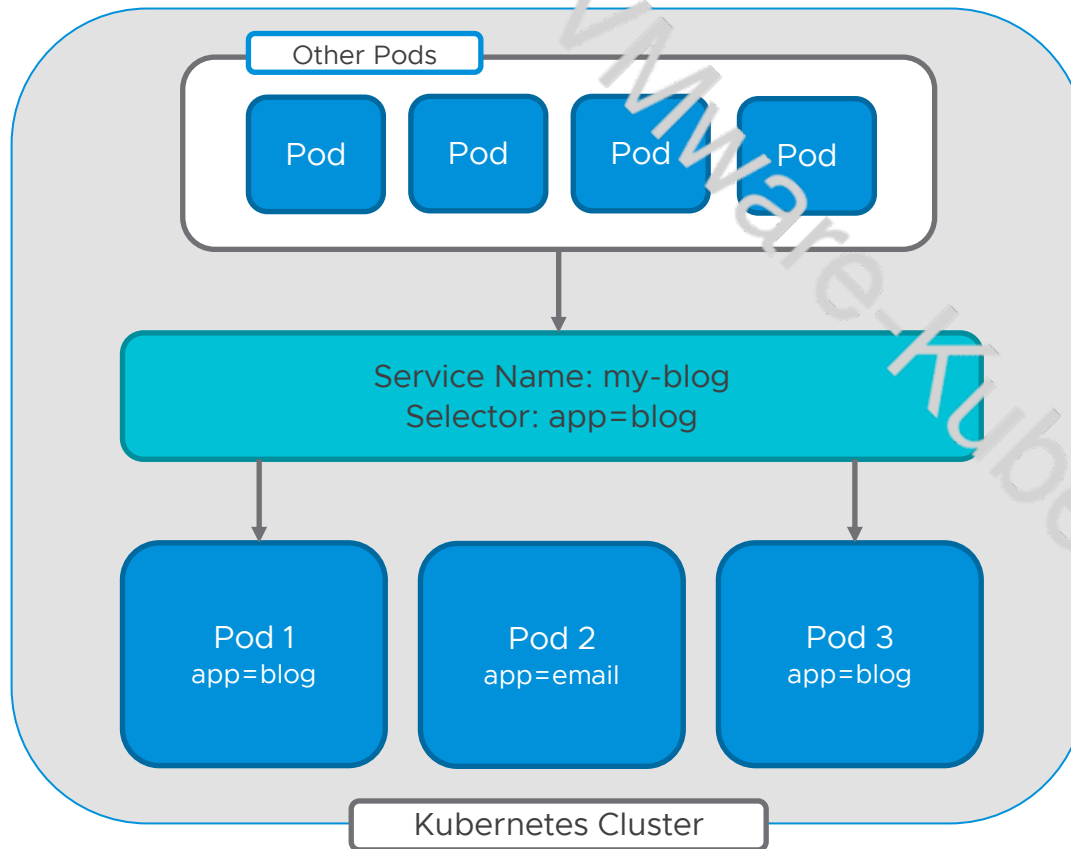 Other Pods
Pod
Pod
Pod
Pod
Service Name: my-blog
Selector: app=blog
Pod 1
app=blog
Pod 2
app=email
Pod 3
app=blog
Kubernetes Cluster
VMware-Kube